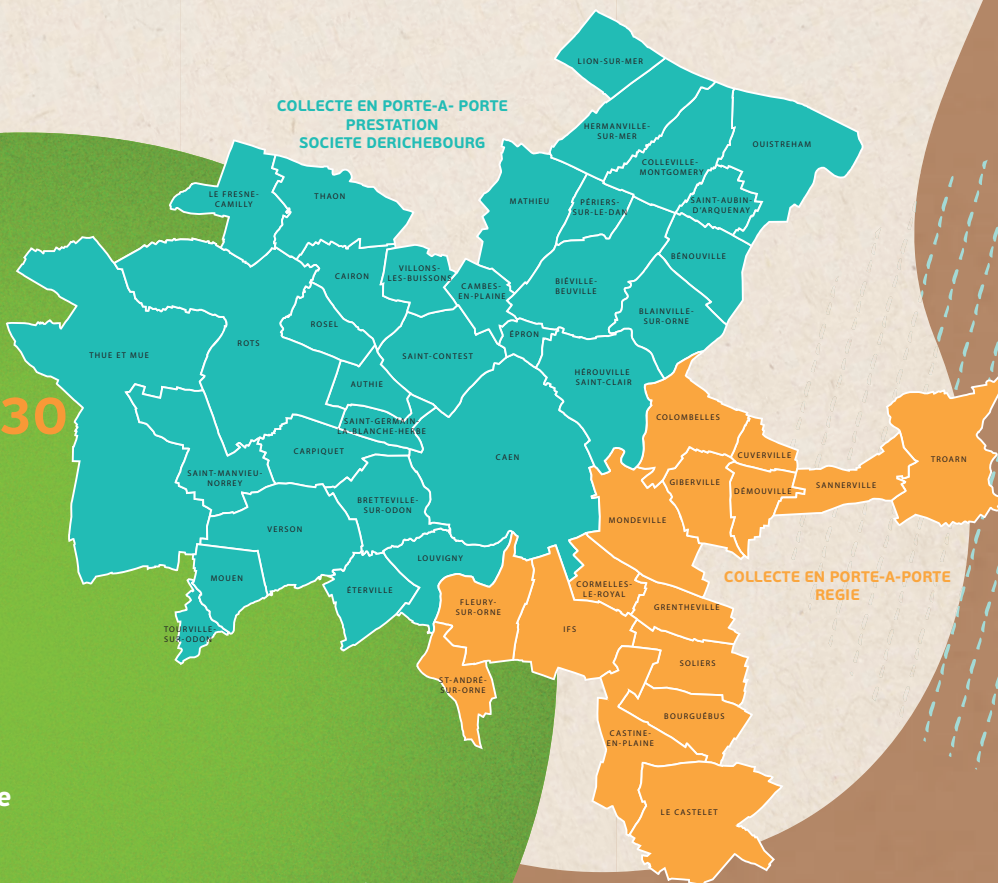 LION-SUR-MER
COLLECTE EN PORTE-A- PORTE
PRESTATION
SOCIETE DERICHEBOURG
HERMANVILLE-
SUR-MER
OUISTREHAM
COLLEVILLE-
MONTGOMERY
LE FRESNE-
CAMILLY
THAON
MATHIEU
PÉRIERS-
SUR-LE-DAN
SAINT-AUBIN-
D'ARQUENAY
BÉNOUVILLE
CAIRON
VILLONS-
LES-BUISSONS
CAMBES-
EN-PLAINE
BIÉVILLE-
BEUVILLE
BLAINVILLE-
SUR-ORNE
ROSEL
ÉPRON
ROTS
THUE ET MUE
SAINT-CONTEST
HÉROUVILLE
SAINT-CLAIR
AUTHIE
30
SAINT-GERMAIN-
LA-BLANCHE-HERBE
COLOMBELLES
CARPIQUET
CAEN
CUVERVILLE
TROARN
SAINT-MANVIEU-
NORREY
GIBERVILLE
DÉMOUVILLE
SANNERVILLE
BRETTEVILLE-
SUR-ODON
MONDEVILLE
VERSON
LOUVIGNY
MOUEN
ÉTERVILLE
CORMELLES-
LE-ROYAL
COLLECTE EN PORTE-A-PORTE
REGIE
FLEURY-
SUR-ORNE
GRENTHEVILLE
TOURVILLE-
SUR-ODON
IFS
SOLIERS
ST-ANDRÉ-
SUR-ORNE
BOURGUÉBUS
CASTINE-
EN-PLAINE
e
LE CASTELET